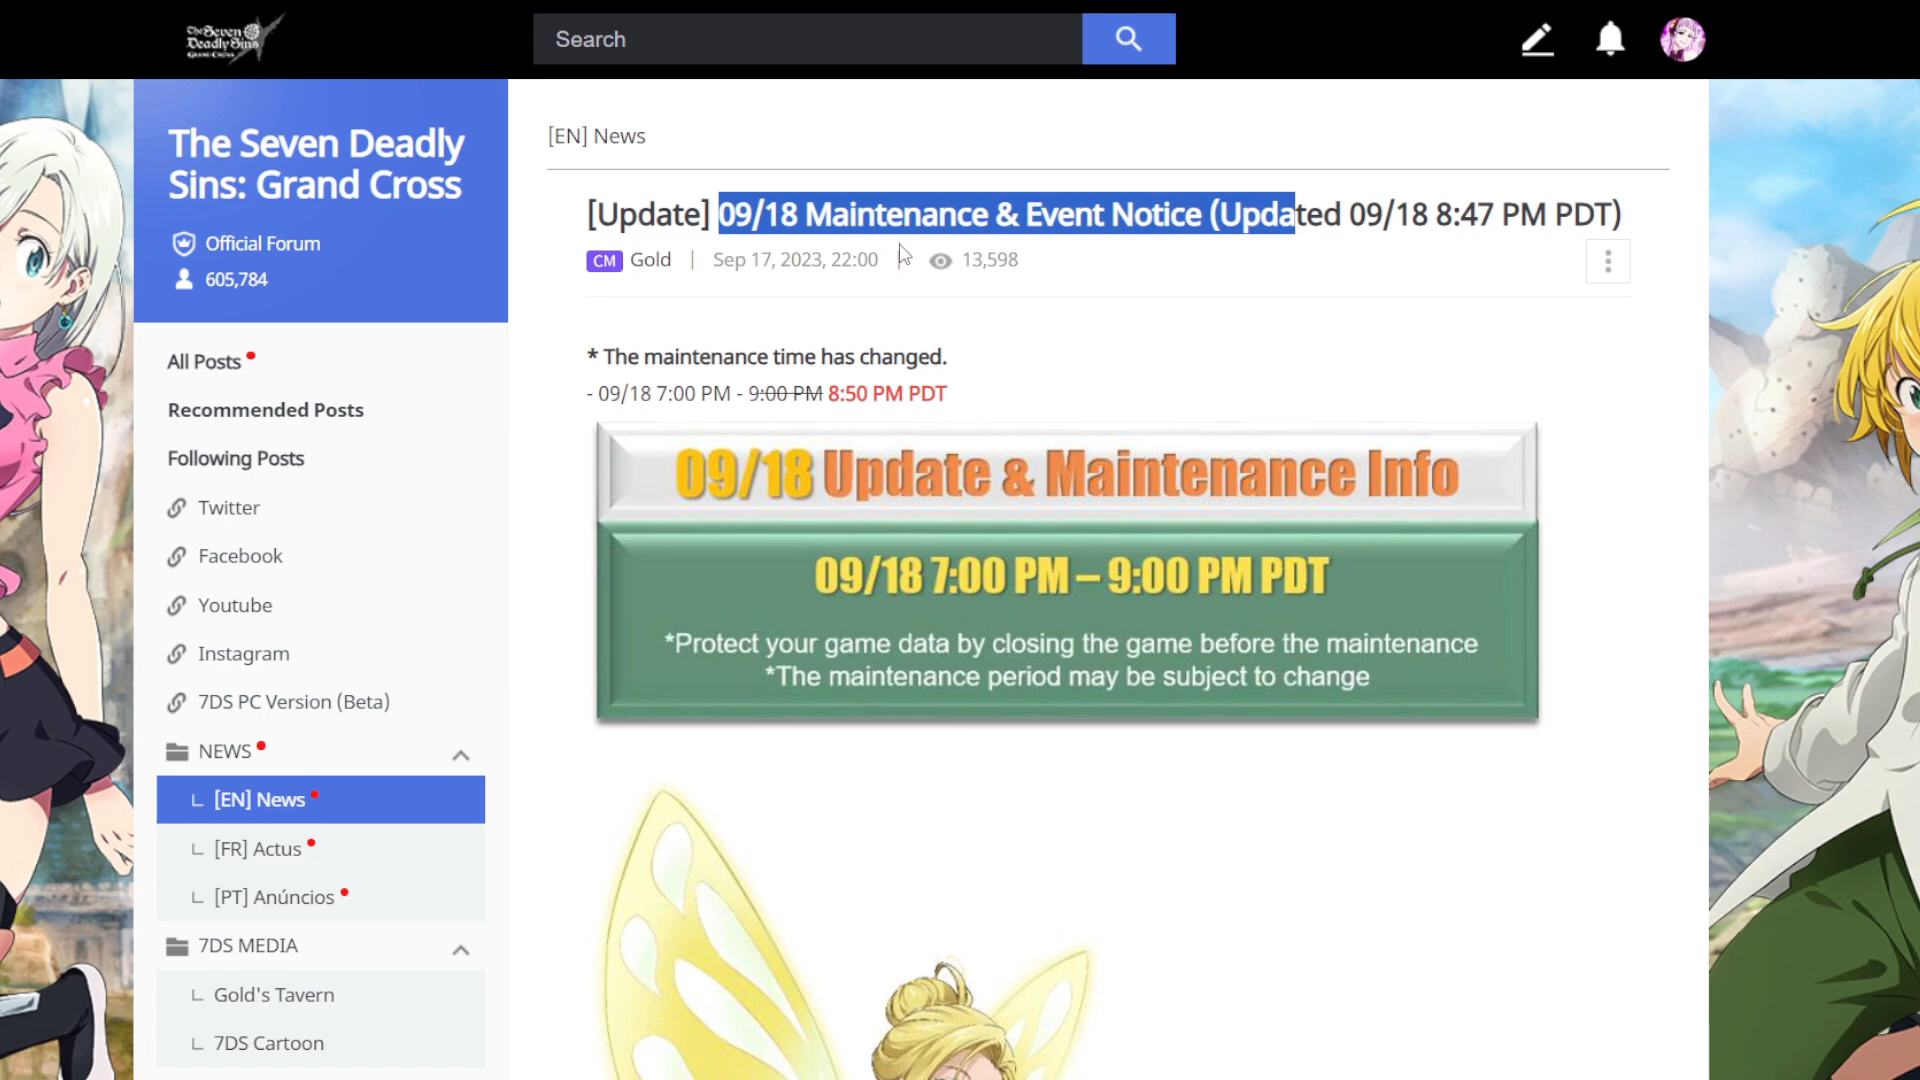 The Seven
Deadly Sins
GRAND CROSS
Search
The Seven Deadly
Sins: Grand Cross
Official Forum
605,784
All Posts
Recommended Posts
Following Posts
Twitter
Facebook
Youtube
Instagram
7DS PC Version (Beta)
NEWS
[EN] News
[FR] Actus
[PT] Anúncios
7DS MEDIA
Gold's Tavern
7DS Cartoon
[EN] News
[Update] 09/18 Maintenance & Event Notice (Updated 09/18 8:47 PM PDT)
CM Gold | Sep 17, 2023, 22:00 | 13,598
* The maintenance time has changed.
- 09/18 7:00 PM - 9:00 PM 8:50 PM PDT
09/18 Update & Maintenance Info
09/18 7:00 PM – 9:00 PM PDT
*Protect your game data by closing the game before the maintenance
*The maintenance period may be subject to change